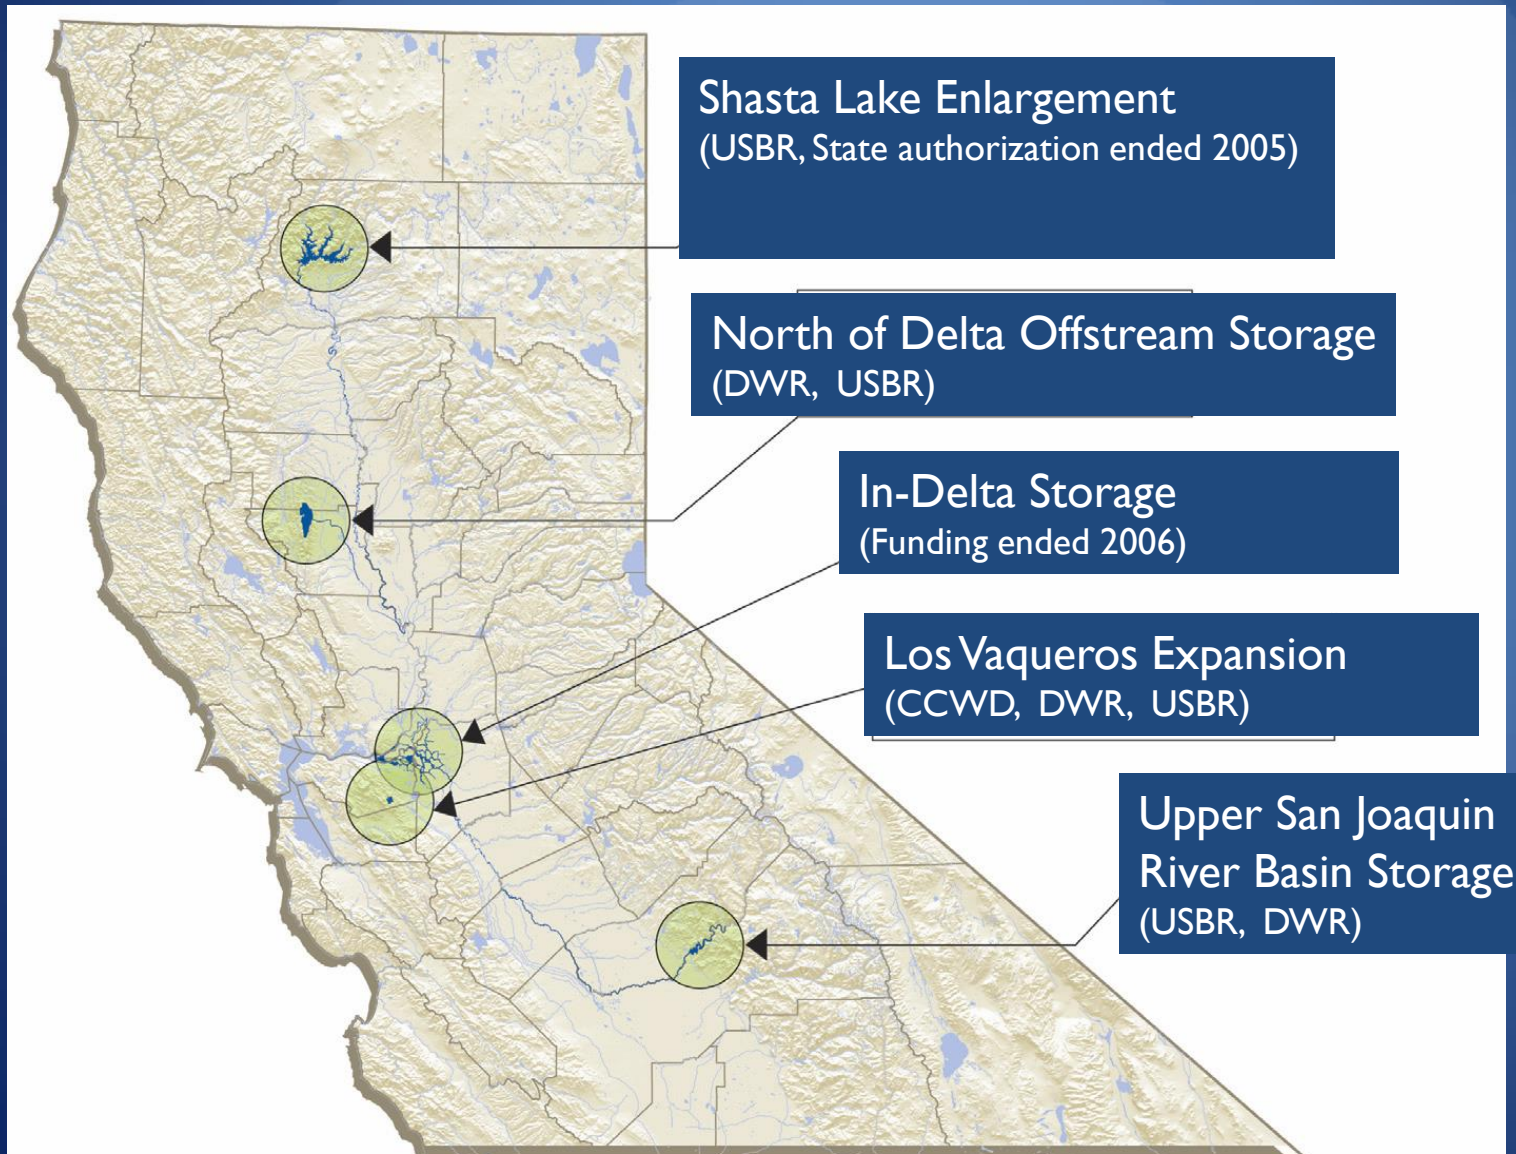 Shasta Lake Enlargement
(USBR, State authorization ended 2005)
North of Delta Offstream Storage
(DWR, USBR)
In-Delta Storage
(Funding ended 2006)
Los Vaqueros Expansion
(CCWD, DWR, USBR)
Upper San Joaquin
River Basin Storage
(USBR, DWR)